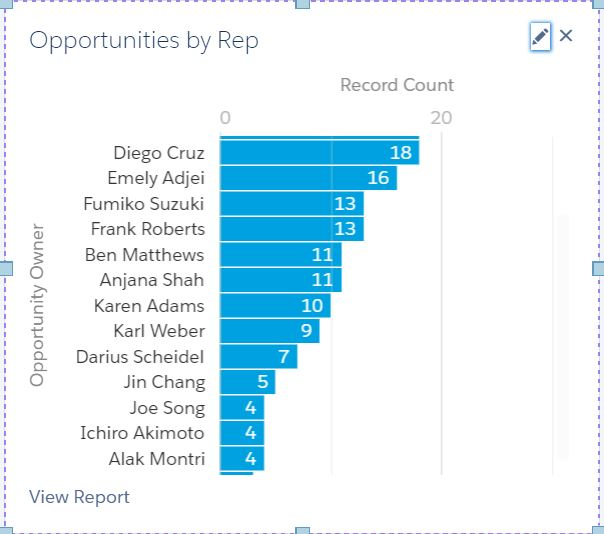 Opportunities by Rep
Record Count
0 20
Opportunity Owner
Diego Cruz 18
Emely Adjei 16
Fumiko Suzuki 13
Frank Roberts 13
Ben Matthews 11
Anjana Shah 11
Karen Adams 10
Karl Weber 9
Darius Scheidel 7
Jin Chang 5
Joe Song 4
Ichiro Akimoto 4
Alak Montri 4
View Report